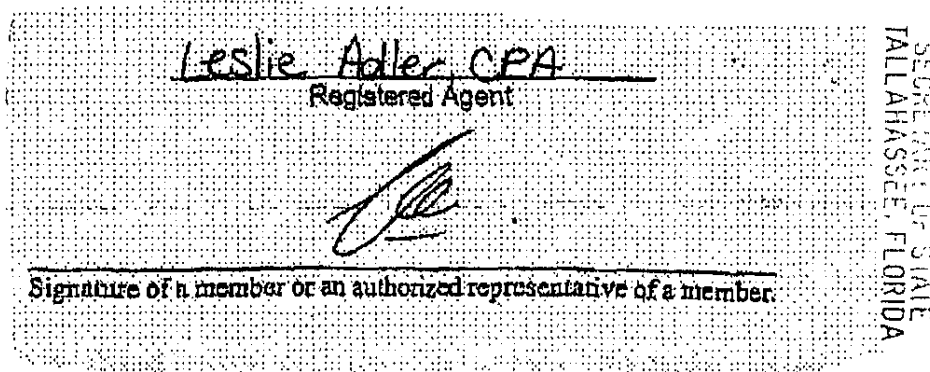 Leslie Adler, CPA
Registered Agent
Signature of a member or an authorized representative of a member.
SECRETARY OF STATE
TALLAHASSEE, FLORIDA